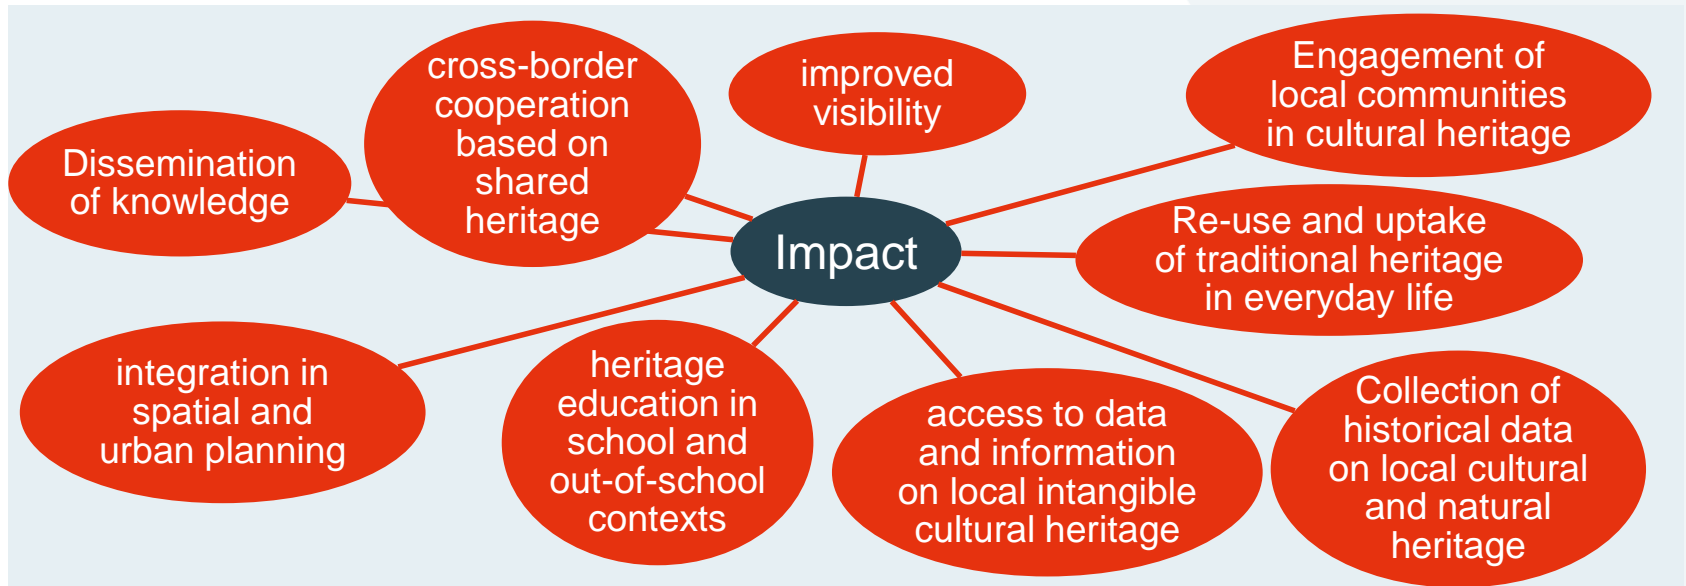 Dissemination
of knowledge
cross-border
cooperation
based on
shared
heritage
improved
visibility
Engagement of
local communities
in cultural heritage
Impact
Re-use and uptake
of traditional heritage
in everyday life
integration in
spatial and
urban planning
heritage
education in
school and
out-of-school
contexts
access to data
and information
on local intangible
cultural heritage
Collection of
historical data
on local cultural
and natural
heritage